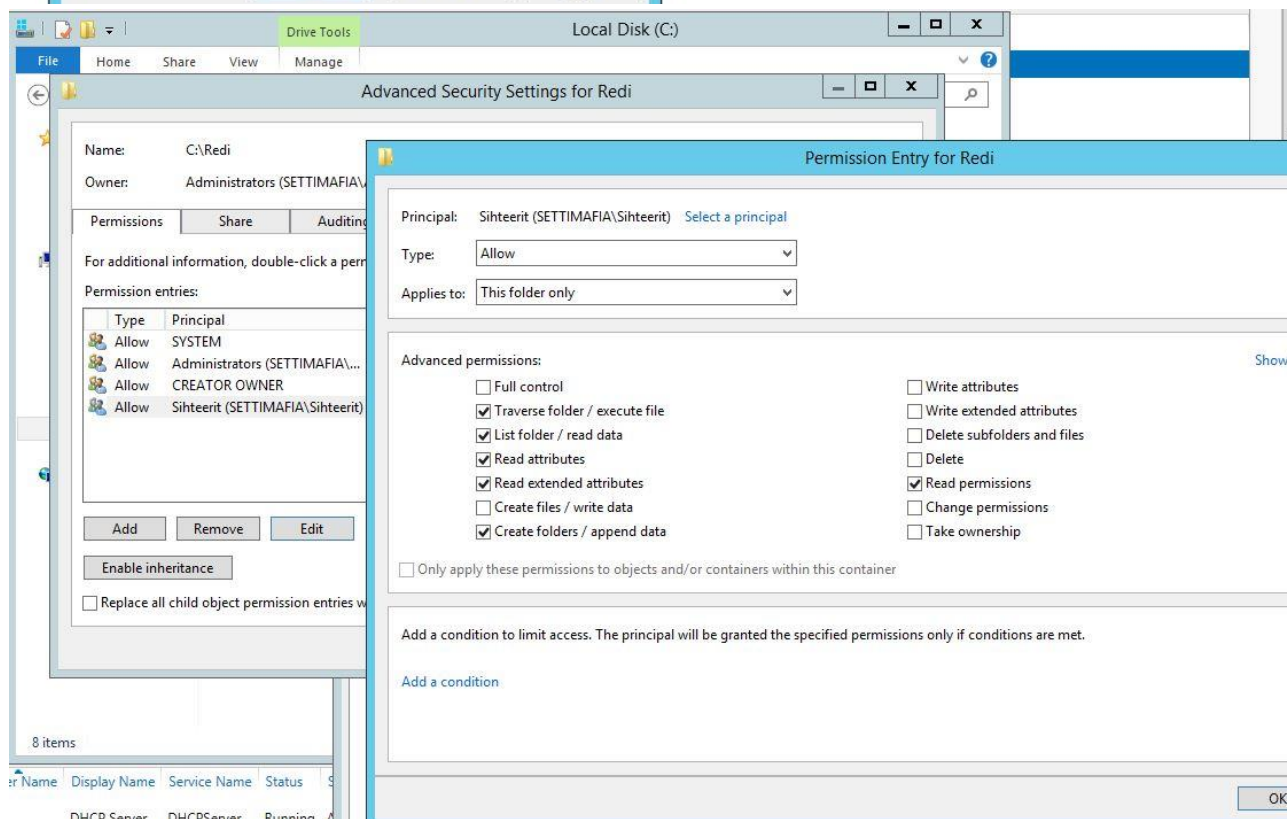 Drive Tools
Local Disk (C:)
File Home Share View Manage
Advanced Security Settings for Redi
Name: C:\Redi
Owner: Administrators (SETTIMAFIA\
Permissions Share Auditing
For additional information, double-click a perm
Permission entries:
Type Principal
Allow SYSTEM
Allow Administrators (SETTIMAFIA\...
Allow CREATOR OWNER
Allow Sihteerit (SETTIMAFIA\Sihteerit)
Add Remove Edit
Enable inheritance
Replace all child object permission entries w
Permission Entry for Redi
Principal: Sihteerit (SETTIMAFIA\Sihteerit) Select a principal
Type: Allow
Applies to: This folder only
Advanced permissions: Show
Full control
Traverse folder / execute file
List folder / read data
Read attributes
Read extended attributes
Create files / write data
Create folders / append data
Write attributes
Write extended attributes
Delete subfolders and files
Delete
Read permissions
Change permissions
Take ownership
Only apply these permissions to objects and/or containers within this container
Add a condition to limit access. The principal will be granted the specified permissions only if conditions are met.
Add a condition
OK
8 items
er Name Display Name Service Name Status S
DHCP Server DHCPServer Running A